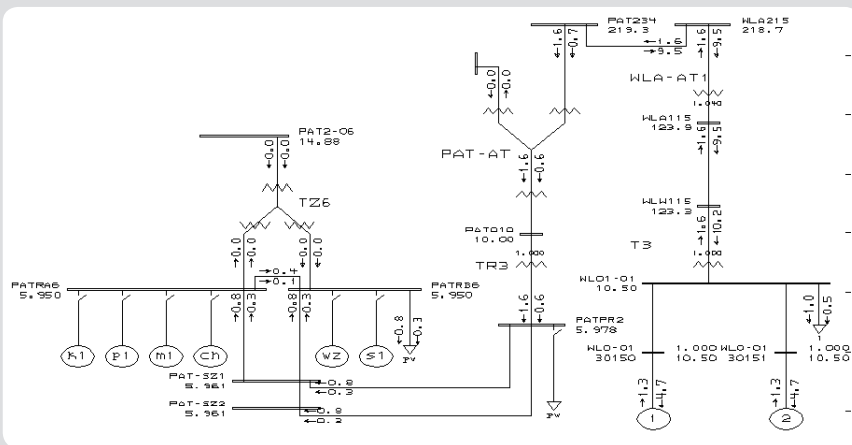 PAT234
219.3
WLA215
218.7
1.6
0.7
1.6
9.5
1.6
9.5
0.0
0.0
WLA-AT1
1.040
WLA115
123.9
1.6
9.5
PAT2-06
14.88
0.0
0.0
PAT-AT
1.6
0.6
TZ6
WLW115
123.3
1.6
10.2
PAT010
10.00
T3
1.000
TR3
0.0
0.0
0.0
0.0
0.4
0.1
PATRA6
5.950
PATRB6
5.950
0.8
0.3
0.8
0.3
0.8
0.3
1.6
0.6
PATPR2
5.978
WLO1-01
10.50
1.0
0.5
K1
P1
M1
CH
WZ
S1
PW
WLO-01
30150
1.000
10.50
WLO-01
30151
1.000
10.50
PAT-SZ1
5.961
0.8
0.3
PAT-SZ2
5.961
0.8
0.2
PW
1.3
4.7
1.3
4.7
1
2